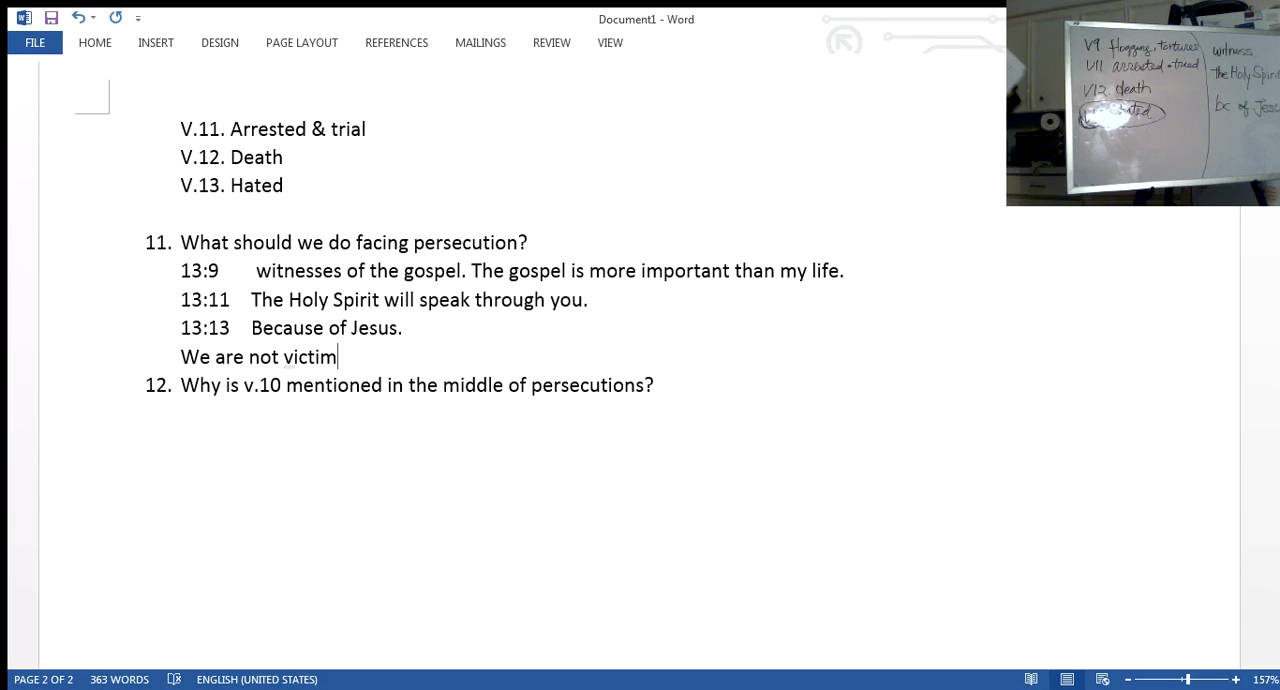 Document1 - Word
FILE HOME INSERT DESIGN PAGE LAYOUT REFERENCES MAILINGS REVIEW VIEW
V.11. Arrested & trial
V.12. Death
V.13. Hated
11. What should we do facing persecution?
13:9 witnesses of the gospel. The gospel is more important than my life.
13:11 The Holy Spirit will speak through you.
13:13 Because of Jesus.
We are not victim
12. Why is v.10 mentioned in the middle of persecutions?
V9 flogging, tortures
V11 arrested + tried
V12. death
witness
The Holy Spirit
bc of Jesu
PAGE 2 OF 2 363 WORDS ENGLISH (UNITED STATES) 157%